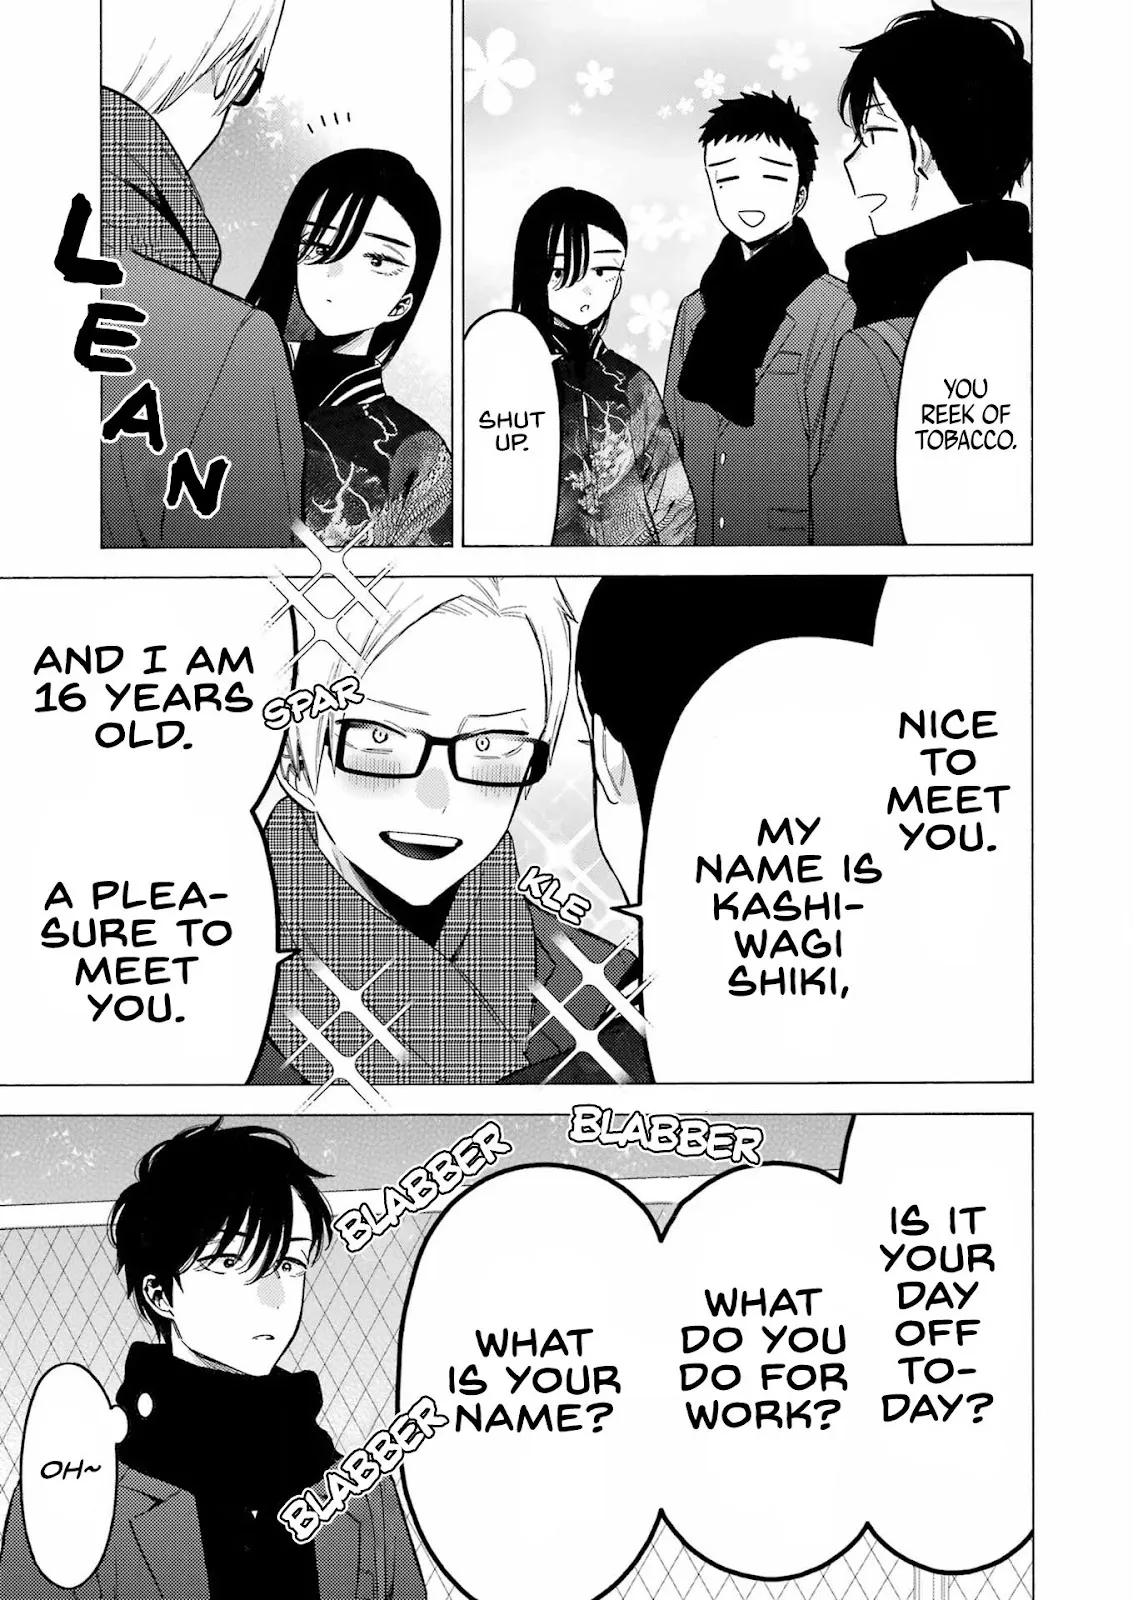 YOU
REEK OF
TOBACCO.
SHUT
UP.
LEAN
NICE
TO
MEET
YOU.
MY
NAME IS
KASHI-
WAGI
SHIKI,
SPAR
KLE
AND I AM
16 YEARS
OLD.
A PLEA-
SURE TO
MEET
YOU.
IS IT
YOUR
DAY
OFF
TO-
DAY?
WHAT
DO YOU
DO FOR
WORK?
WHAT
IS YOUR
NAME?
BLABBER
BLABBER
BLABBER
OH~